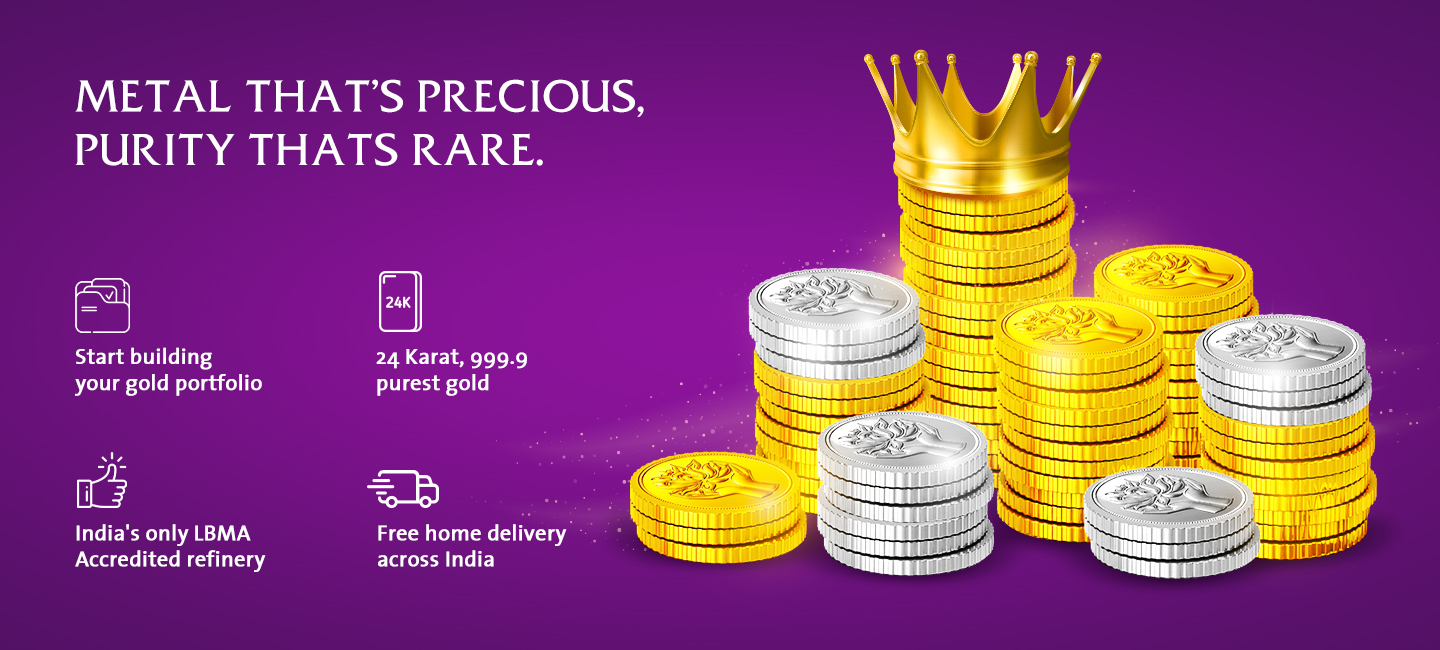 METAL THAT'S PRECIOUS,
PURITY THATS RARE.
Start building
your gold portfolio
24K
24 Karat, 999.9
purest gold
India's only LBMA
Accredited refinery
Free home delivery
across India